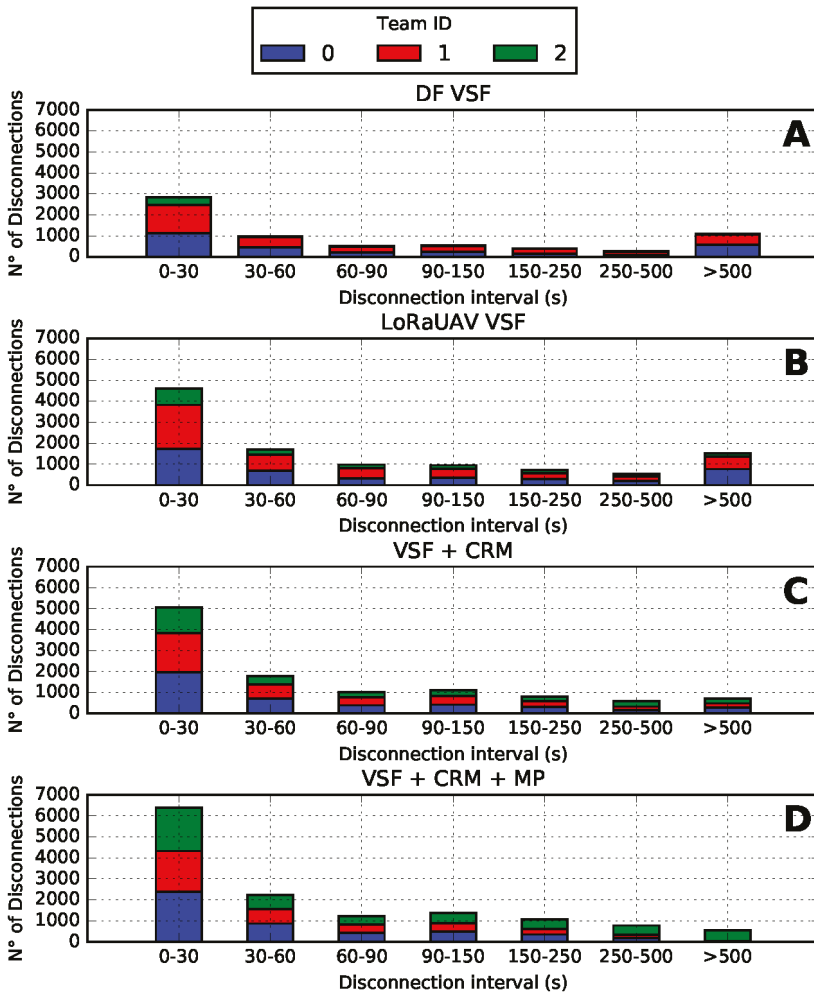 Team ID
0 1 2
DF VSF
A
N° of Disconnections
7000
6000
5000
4000
3000
2000
1000
0
0-30 30-60 60-90 90-150 150-250 250-500 >500
Disconnection interval (s)
LoRaUAV VSF
B
N° of Disconnections
7000
6000
5000
4000
3000
2000
1000
0
0-30 30-60 60-90 90-150 150-250 250-500 >500
Disconnection interval (s)
VSF + CRM
C
N° of Disconnections
7000
6000
5000
4000
3000
2000
1000
0
0-30 30-60 60-90 90-150 150-250 250-500 >500
Disconnection interval (s)
VSF + CRM + MP
D
N° of Disconnections
7000
6000
5000
4000
3000
2000
1000
0
0-30 30-60 60-90 90-150 150-250 250-500 >500
Disconnection interval (s)